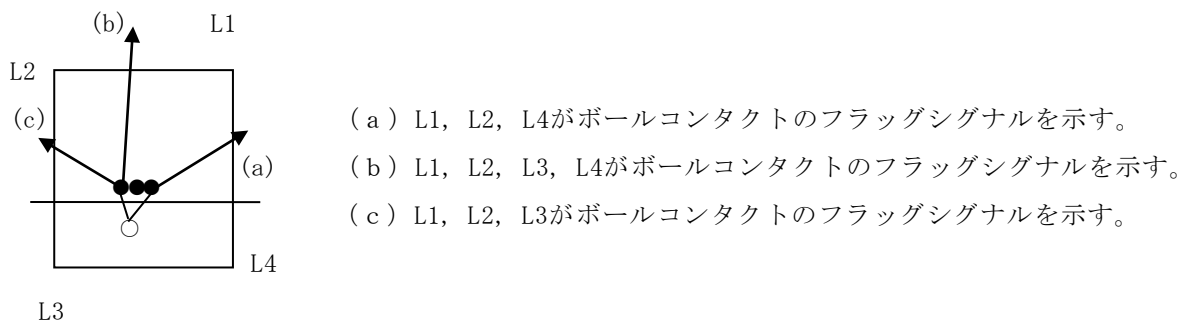 (b)
L1
L2
(c)
(a)
L4
L3
(a) L1, L2, L4がボールコンタクトのフラッグシグナルを示す。
(b) L1, L2, L3, L4がボールコンタクトのフラッグシグナルを示す。
(c) L1, L2, L3がボールコンタクトのフラッグシグナルを示す。